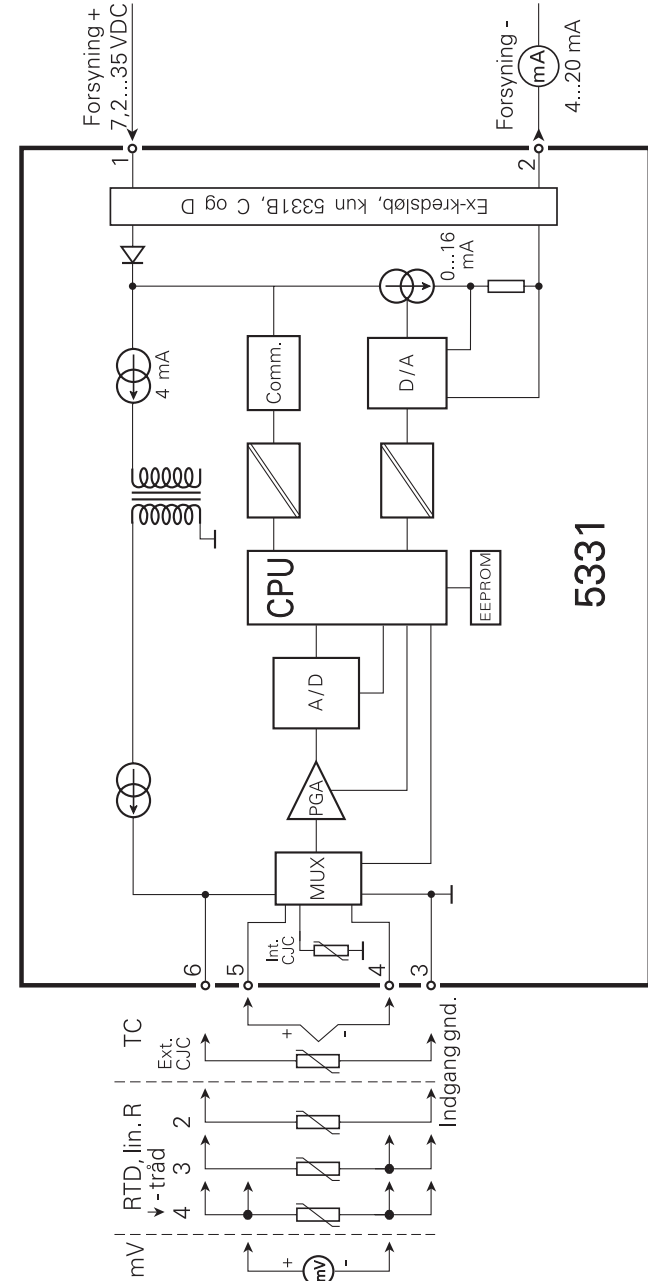 Forsyning +
7,2...35 VDC
Forsyning -
mA
4...20 mA
1
2
Ex-kredsløb, kun 5331B, C og D
4 mA
0...16
mA
Comm.
D/A
CPU
EEPROM
5331
A/D
PGA
MUX
Int.
CJC
6
5
4
3
TC
Ext.
CJC
+
-
Indgang gnd.
RTD, lin. R
- tråd
2
3
4
mV
+
mV
-